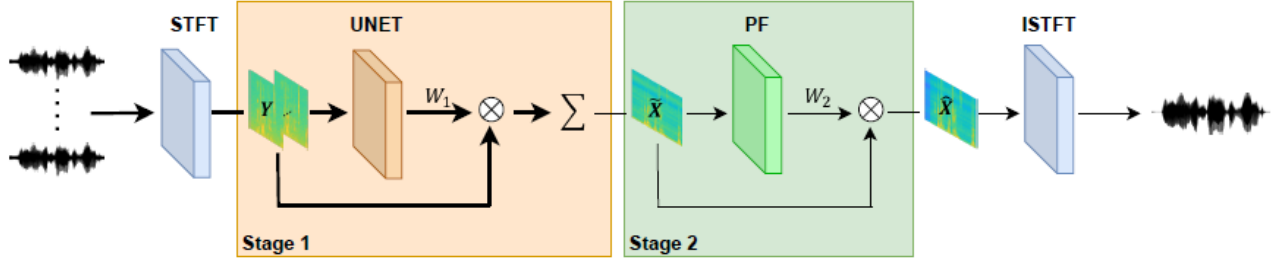 STFT
UNET
PF
ISTFT
Y
W₁
⊗
∑
X̃
W₂
⊗
X̂
Stage 1
Stage 2